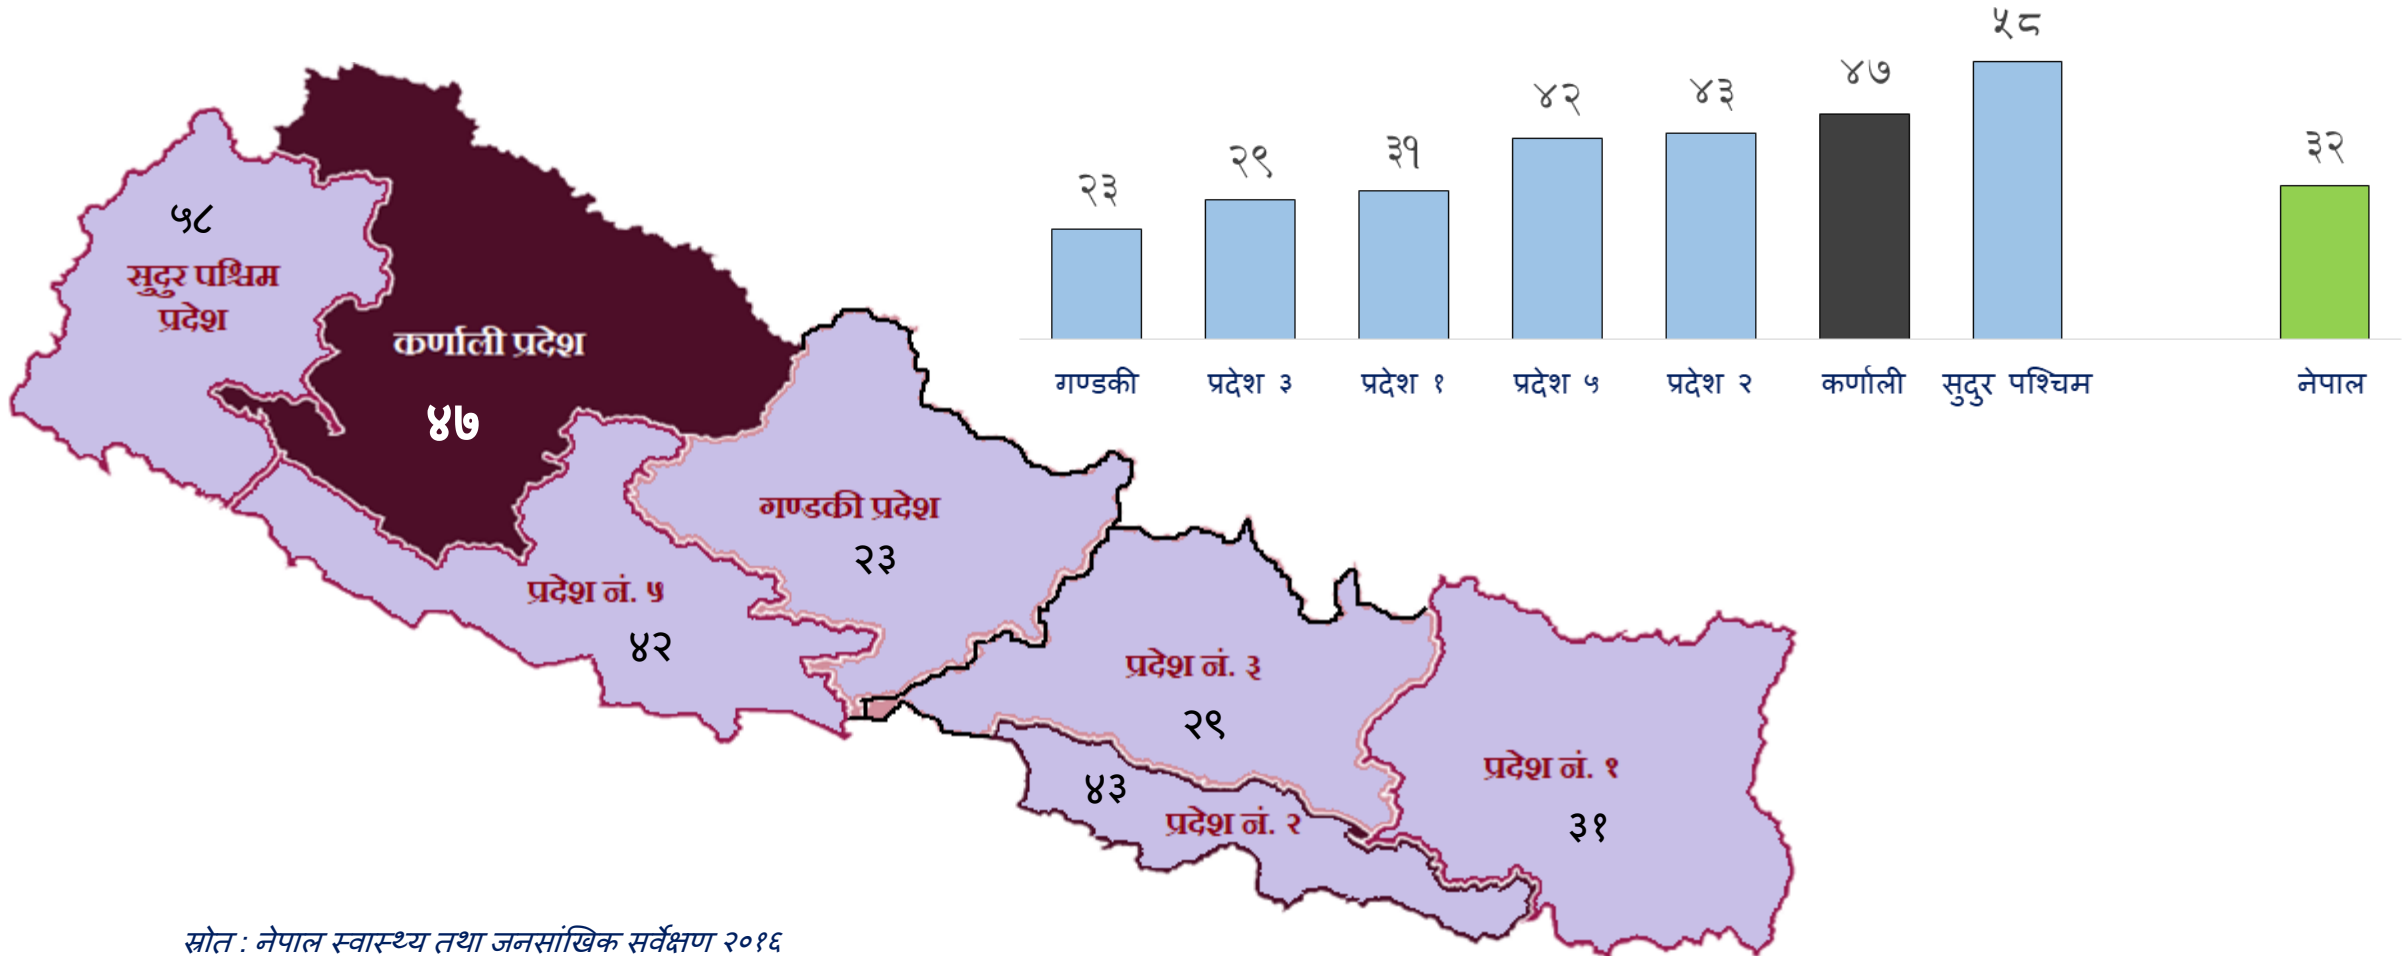 ५८
४७
४३
४२
३१
२९
२३
३२
गण्डकी
प्रदेश ३
प्रदेश १
प्रदेश ५
प्रदेश २
कर्णाली
सुदुर पश्चिम
नेपाल
५८
सुदुर पश्चिम
प्रदेश
कर्णाली प्रदेश
४७
गण्डकी प्रदेश
२३
प्रदेश नं. ५
४२
प्रदेश नं. ३
२९
प्रदेश नं. १
३१
४३
प्रदेश नं. २
स्रोत : नेपाल स्वास्थ्य तथा जनसांखिक सर्वेक्षण २०१६